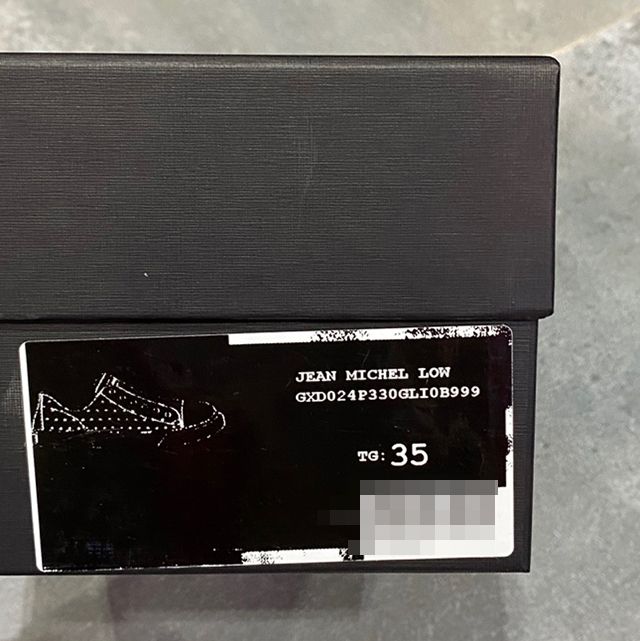 JEAN MICHEL LOW
GXD024P330GLI0B999
TG: 35